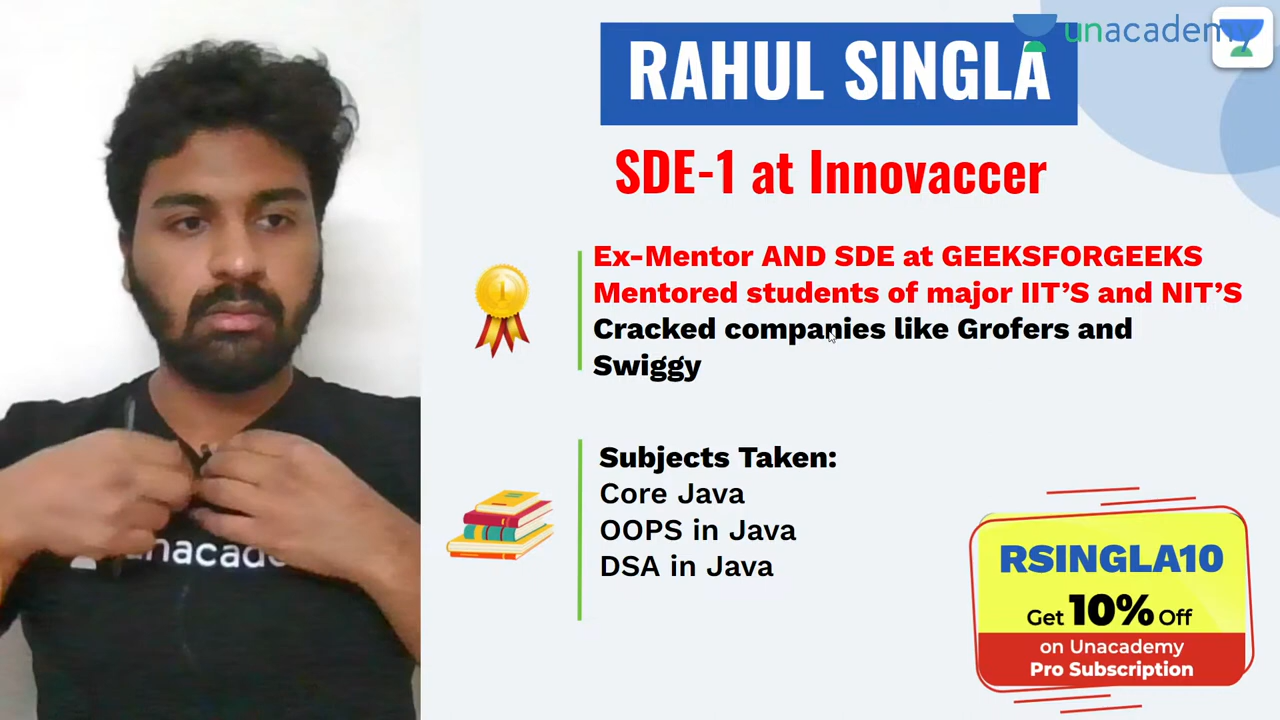 unacademy
RAHUL SINGLA
SDE-1 at Innovaccer
Ex-Mentor AND SDE at GEEKSFORGEEKS
Mentored students of major IIT’S and NIT’S
1
Cracked companies like Grofers and
Swiggy
Subjects Taken:
Core Java
OOPS in Java
DSA in Java
unacade
RSINGLA10
Get 10% Off
on Unacademy
Pro Subscription